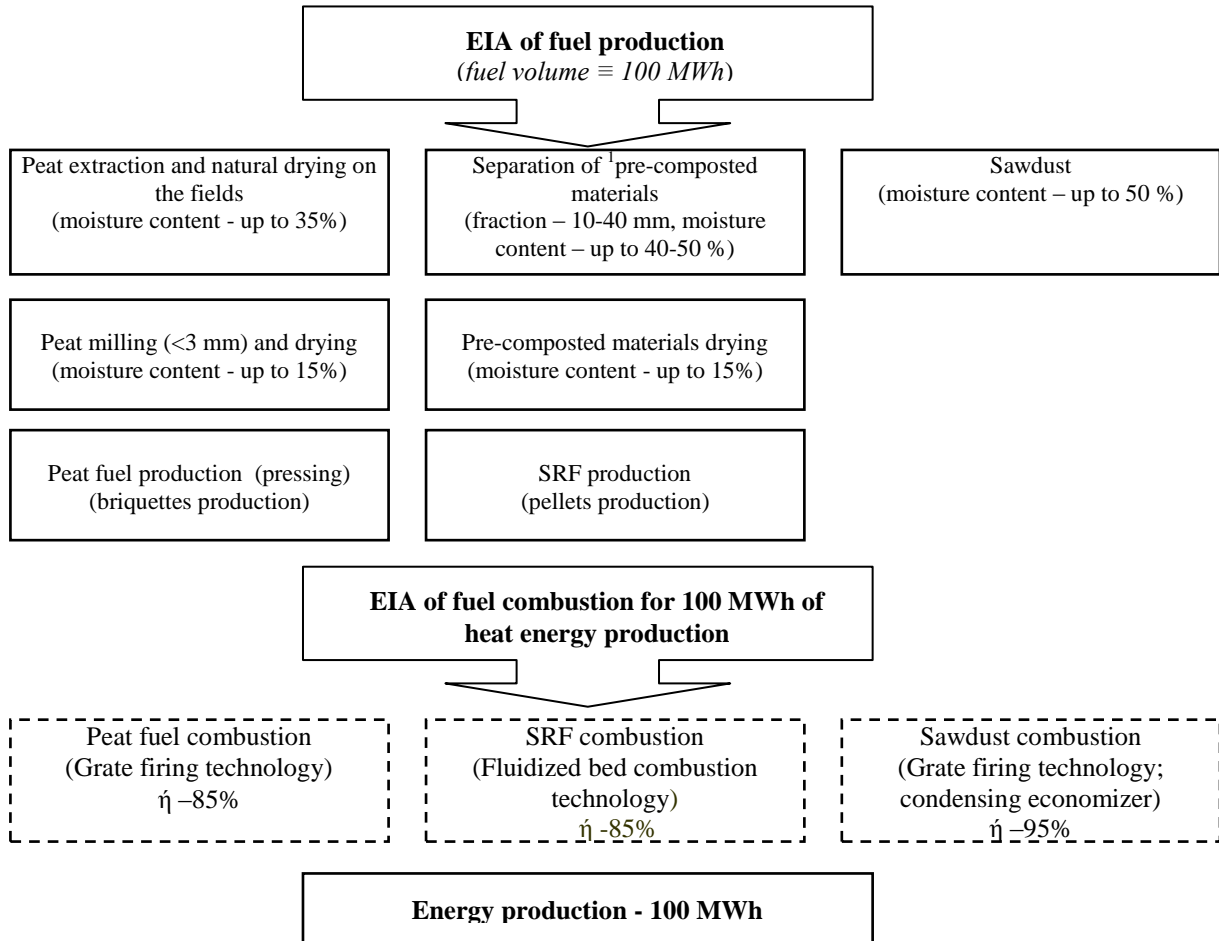 EIA of fuel production
(fuel volume ≡ 100 MWh)
Peat extraction and natural drying on
the fields
(moisture content - up to 35%)
Separation of ¹pre-composted
materials
(fraction – 10-40 mm, moisture
content – up to 40-50 %)
Sawdust
(moisture content – up to 50 %)
Peat milling (<3 mm) and drying
(moisture content - up to 15%)
Pre-composted materials drying
(moisture content - up to 15%)
Peat fuel production (pressing)
(briquettes production)
SRF production
(pellets production)
EIA of fuel combustion for 100 MWh of
heat energy production
Peat fuel combustion
(Grate firing technology)
ή –85%
SRF combustion
(Fluidized bed combustion
technology)
ή -85%
Sawdust combustion
(Grate firing technology;
condensing economizer)
ή –95%
Energy production - 100 MWh